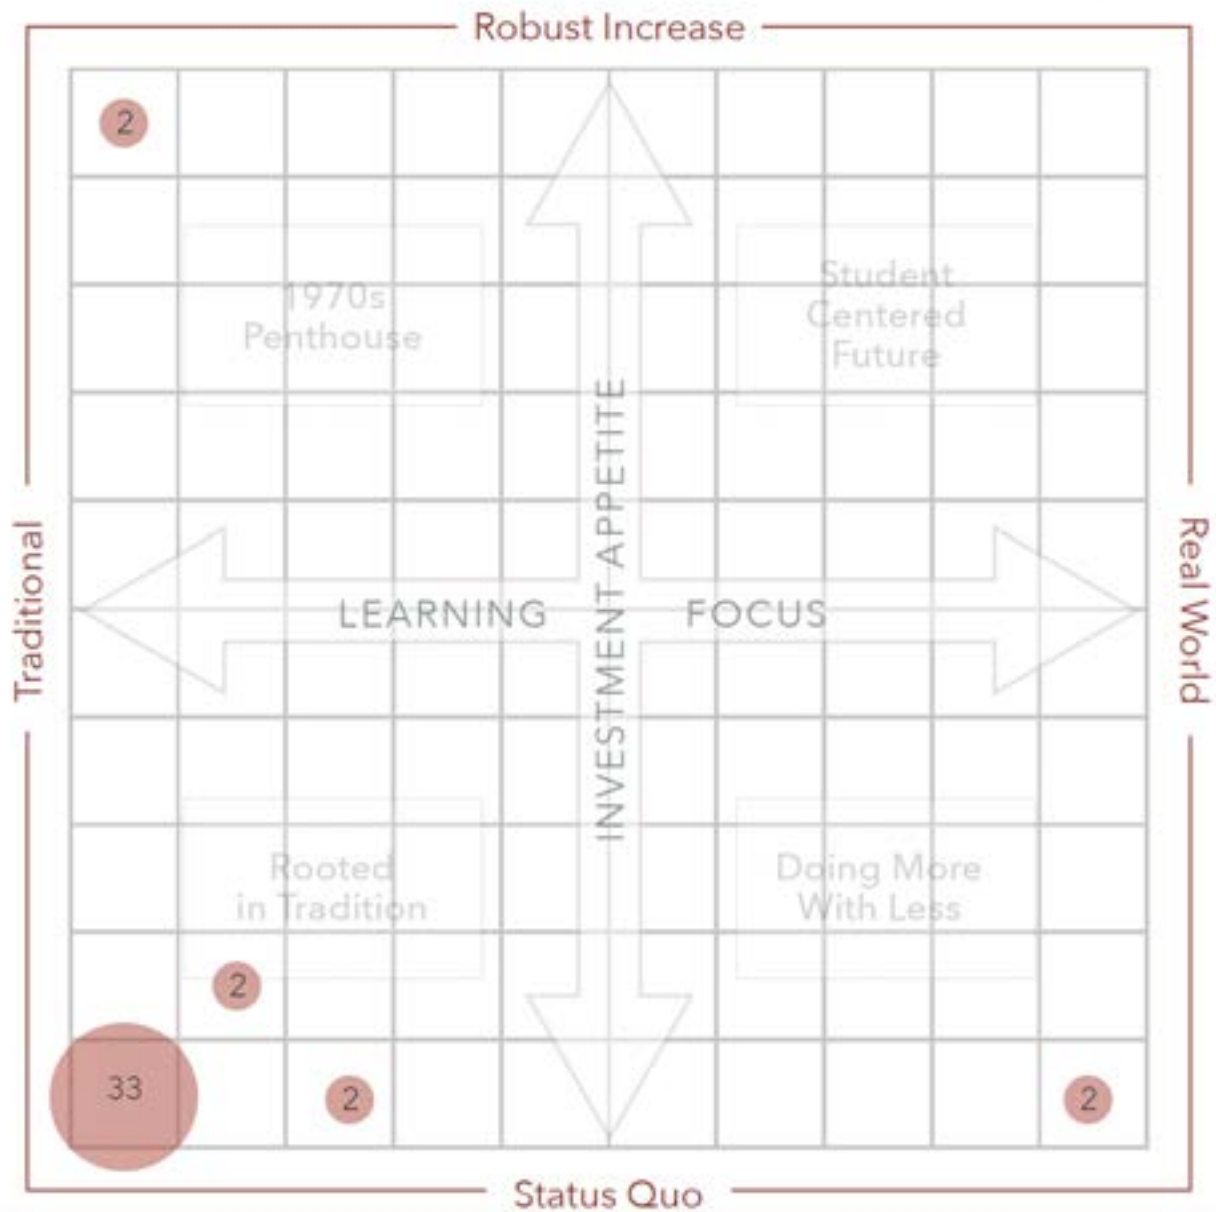 Robust Increase
2
1970s
Penthouse
Student
Centered
Future
INVESTMENT APPETITE
Traditional
LEARNING
FOCUS
Real World
Rooted
in Tradition
Doing More
With Less
2
33
2
2
Status Quo